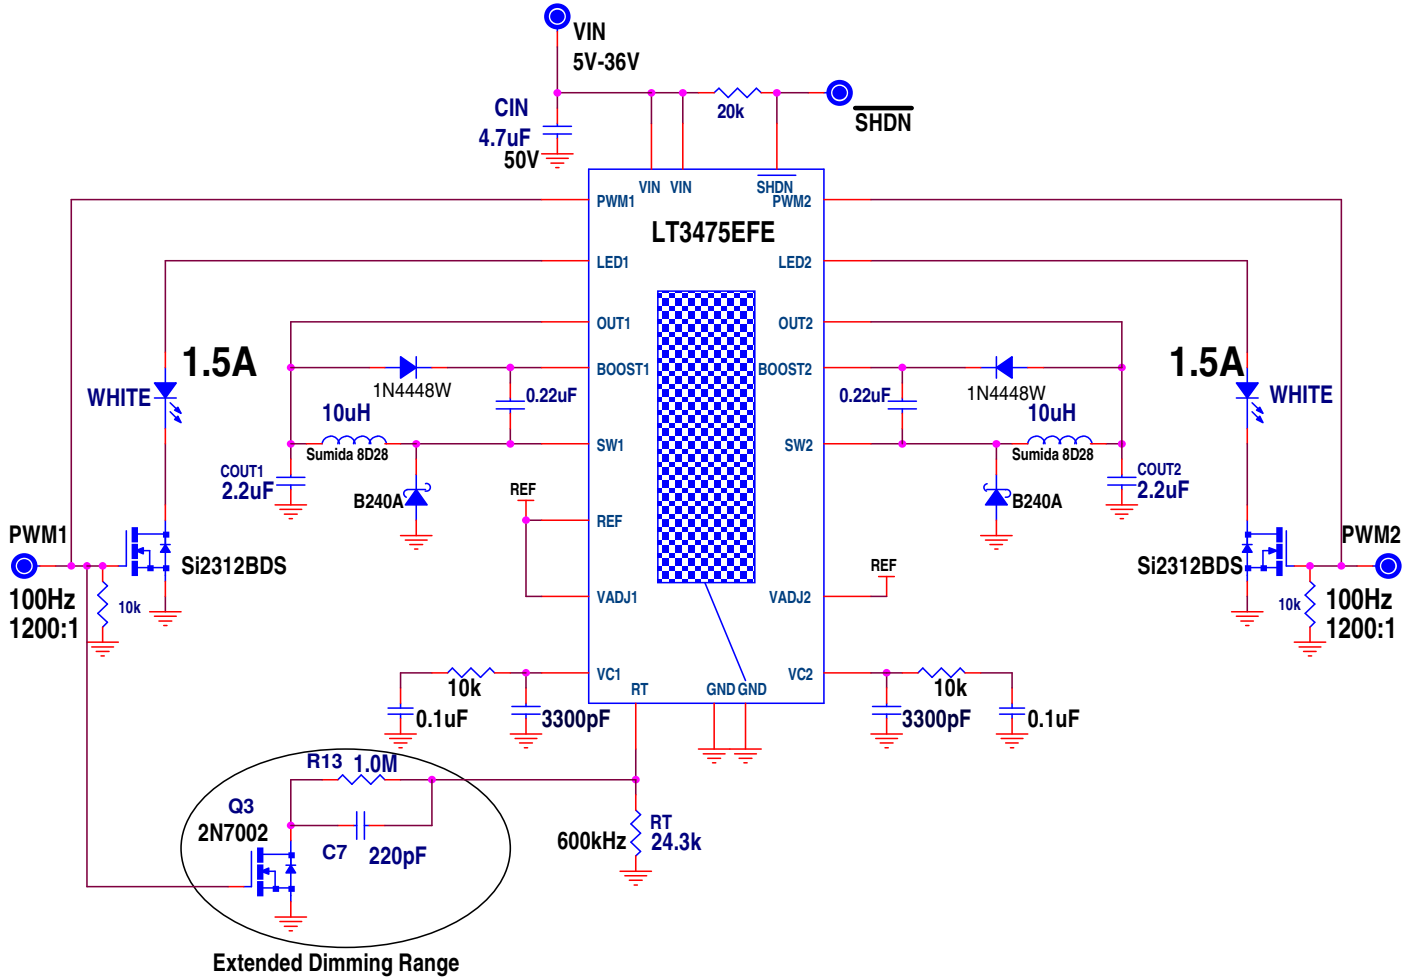 VIN
5V-36V
CIN
4.7uF
50V
20k
SHDN
VIN VIN SHDN
PWM1 PWM2
LT3475EFE
LED1 LED2
OUT1 OUT2
1.5A 1.5A
BOOST1 BOOST2
WHITE 1N4448W 0.22uF 0.22uF 1N4448W WHITE
10uH 10uH
SW1 SW2
Sumida 8D28 Sumida 8D28
COUT1 COUT2
2.2uF 2.2uF
REF
B240A B240A
REF
PWM1 PWM2
Si2312BDS Si2312BDS
REF
VADJ1 VADJ2
100Hz 10k 10k 100Hz
1200:1 1200:1
VC1 VC2
10k RT GND GND 10k
0.1uF 3300pF 3300pF 0.1uF
R13 1.0M
Q3
2N7002
C7 220pF
600kHz
RT
24.3k
Extended Dimming Range